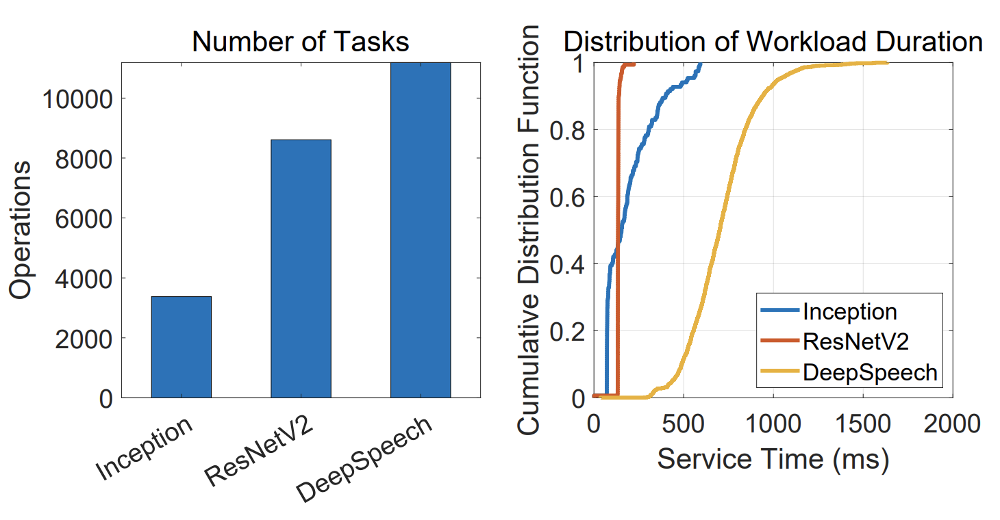 Number of Tasks
Operations
10000
8000
6000
4000
2000
0
Inception
ResNetV2
DeepSpeech
Distribution of Workload Duration
Cumulative Distribution Function
1
0.8
0.6
0.4
0.2
0
Inception
ResNetV2
DeepSpeech
0 500 1000 1500 2000
Service Time (ms)